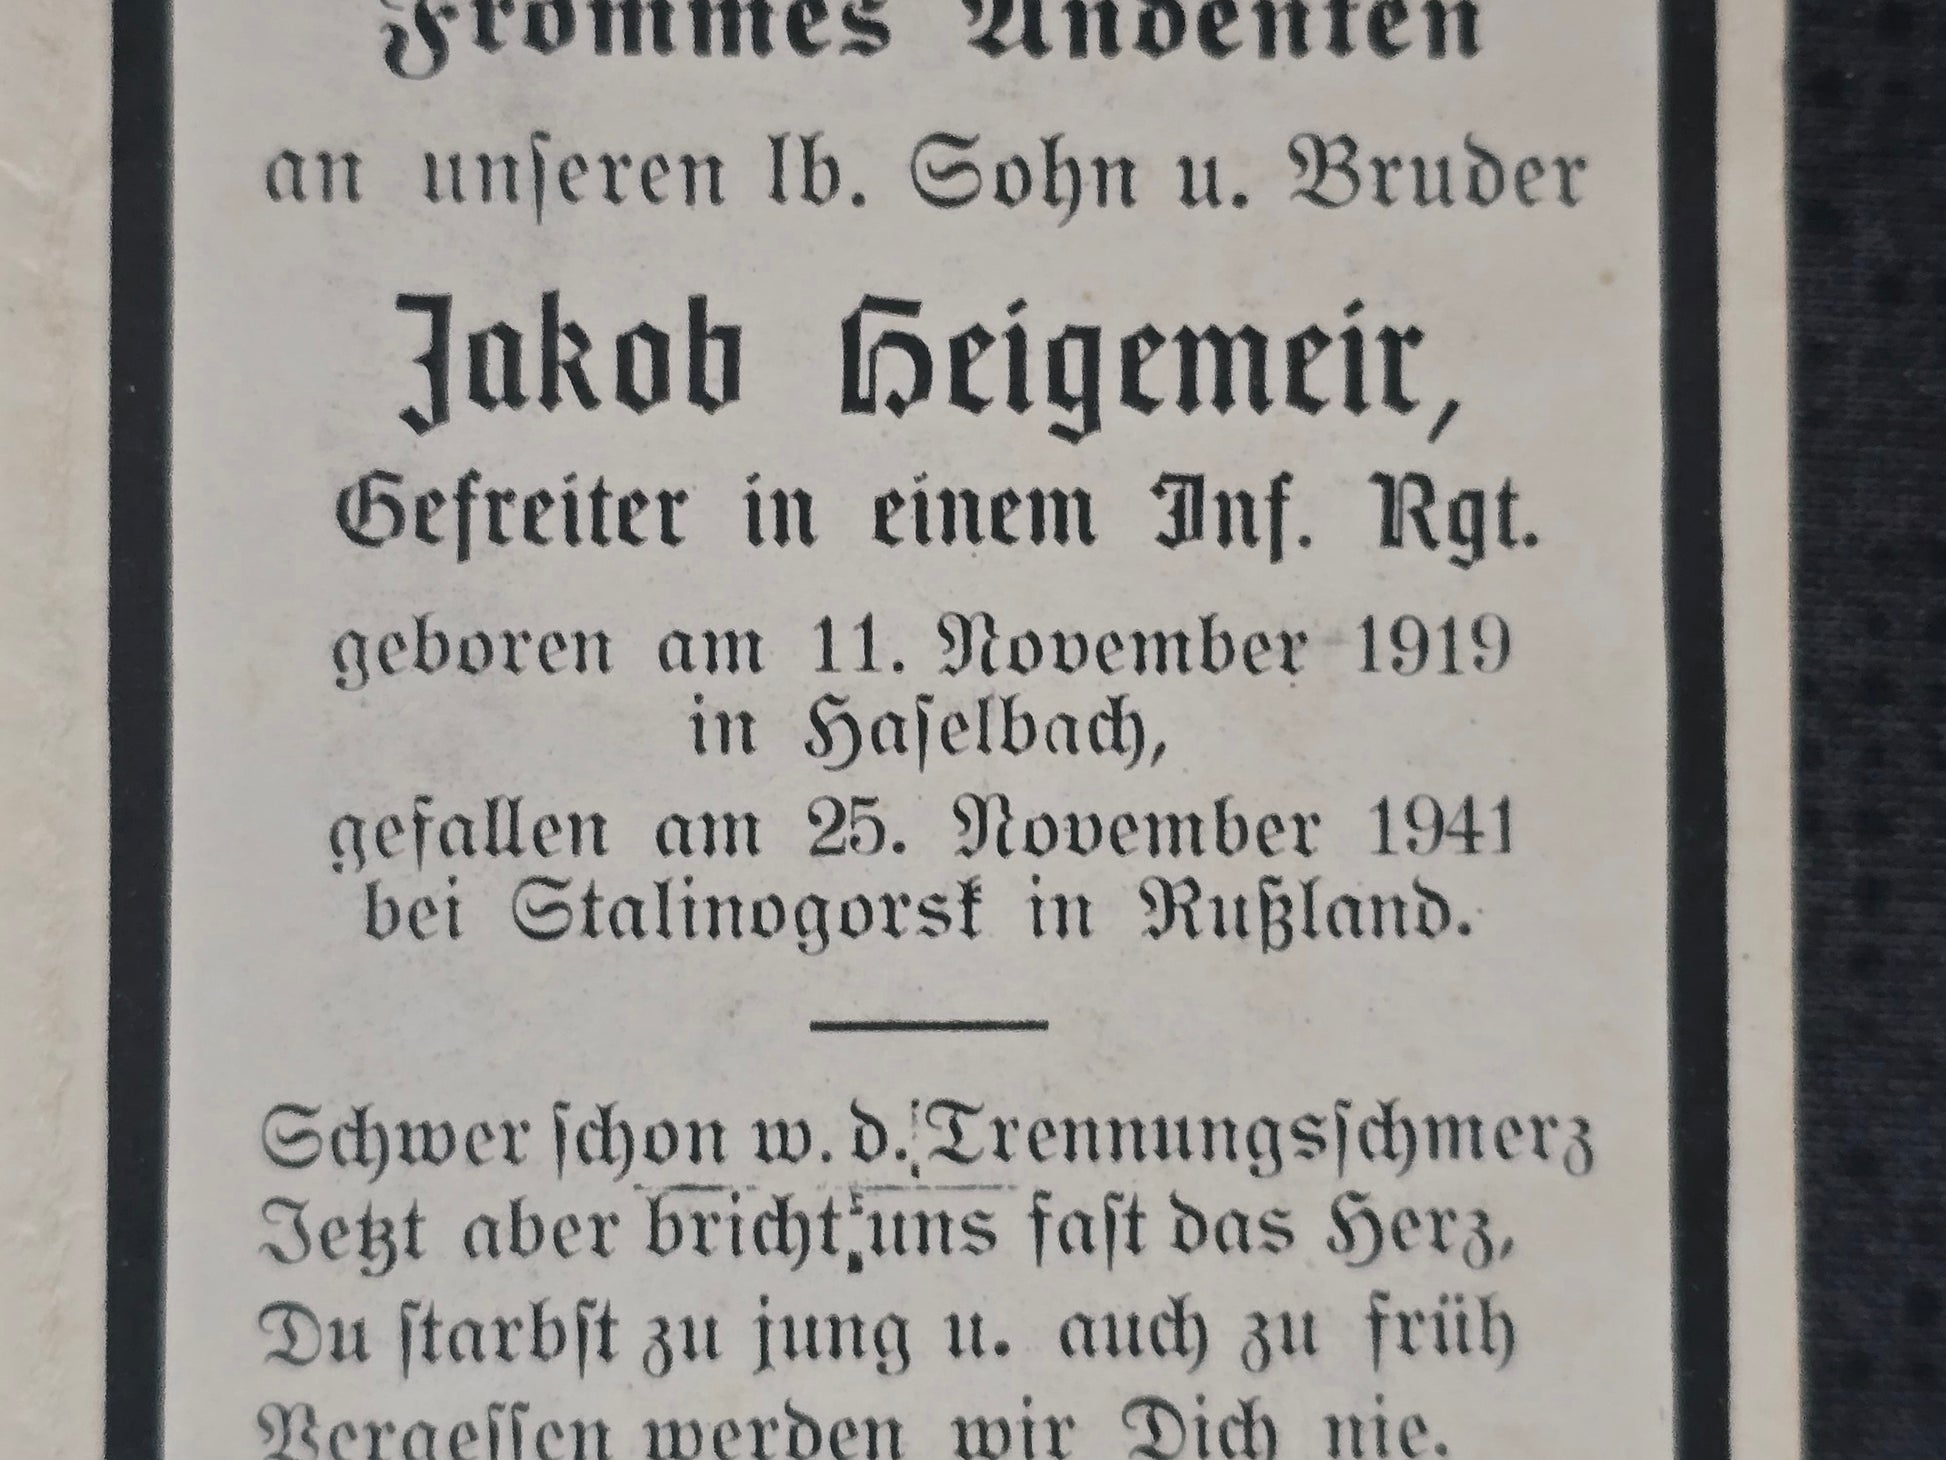 Frommes Andenken
an unseren lb. Sohn u. Bruder
Jakob Heigemeir,
Gefreiter in einem Inf. Rgt.
geboren am 11. November 1919
in Haselbach,
gefallen am 25. November 1941
bei Stalinogorsk in Rußland.
Schwer schon w. d. Trennungsschmerz
Jetzt aber bricht uns fast das Herz,
Du starbst zu jung u. auch zu früh
Vergessen werden wir Dich nie.